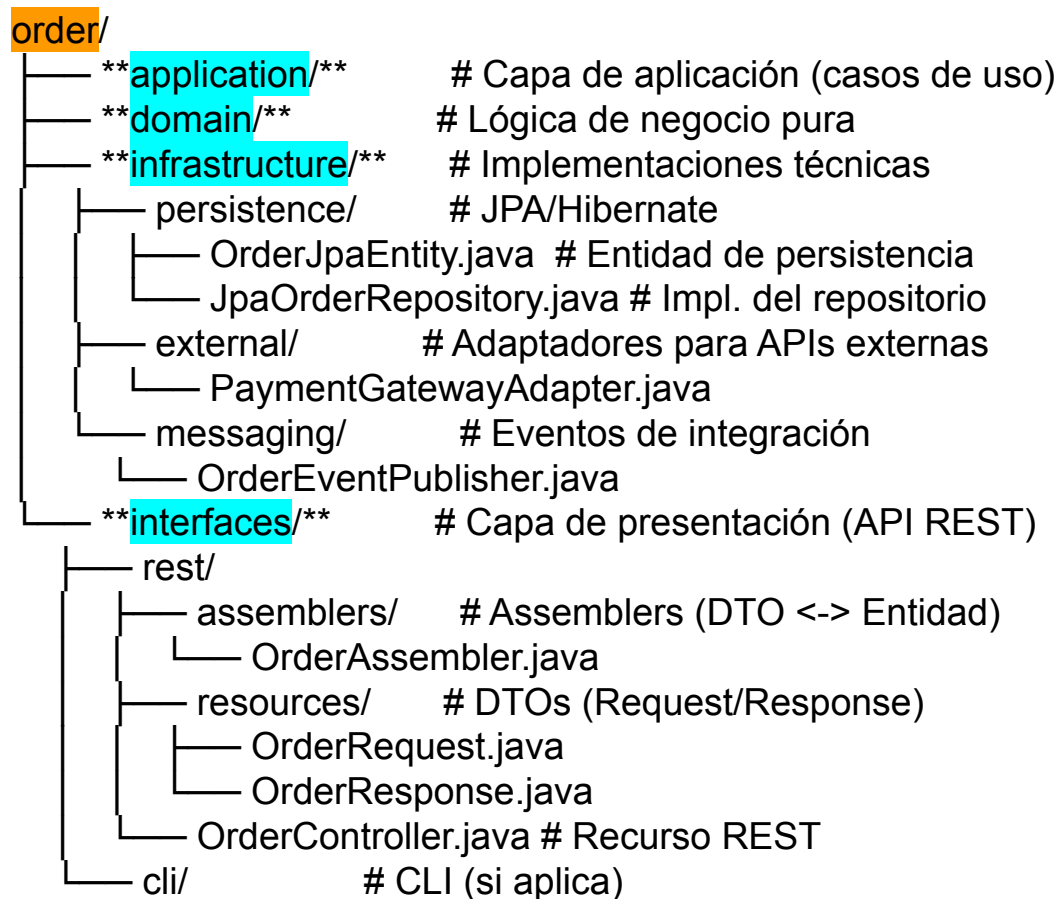 order/
├── **application/** # Capa de aplicación (casos de uso)
├── **domain/** # Lógica de negocio pura
├── **infrastructure/** # Implementaciones técnicas
│ ├── persistence/ # JPA/Hibernate
│ │ ├── OrderJpaEntity.java # Entidad de persistencia
│ │ └── JpaOrderRepository.java # Impl. del repositorio
│ ├── external/ # Adaptadores para APIs externas
│ │ └── PaymentGatewayAdapter.java
│ └── messaging/ # Eventos de integración
│ └── OrderEventPublisher.java
└── **interfaces/** # Capa de presentación (API REST)
├── rest/
│ ├── assemblers/ # Assemblers (DTO <-> Entidad)
│ │ └── OrderAssembler.java
│ ├── resources/ # DTOs (Request/Response)
│ │ ├── OrderRequest.java
│ │ └── OrderResponse.java
│ └── OrderController.java # Recurso REST
└── cli/ # CLI (si aplica)